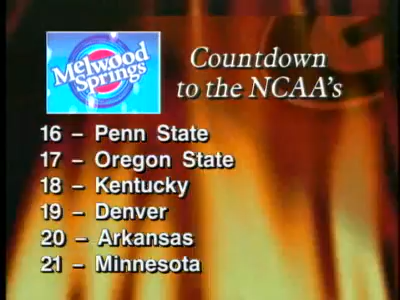 Melwood
Springs
Countdown
to the NCAA's
16 - Penn State
17 - Oregon State
18 - Kentucky
19 - Denver
20 - Arkansas
21 - Minnesota